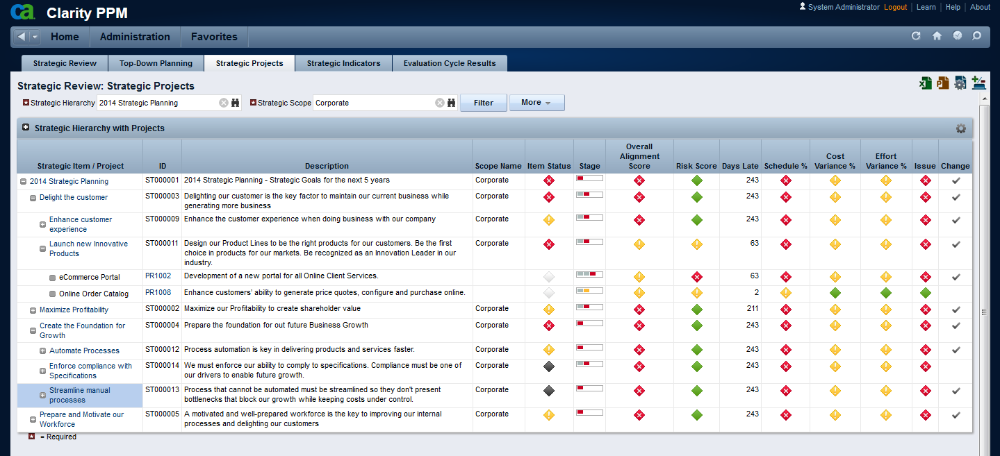 ca Clarity PPM
System Administrator Logout Learn Help About
Home Administration Favorites
Strategic Review Top-Down Planning Strategic Projects Strategic Indicators Evaluation Cycle Results
Strategic Review: Strategic Projects
Strategic Hierarchy 2014 Strategic Planning Strategic Scope Corporate Filter More
Strategic Hierarchy with Projects
Strategic Item / Project ID Description Scope Name Item Status Stage Overall Alignment Score Risk Score Days Late Schedule % Cost Variance % Effort Variance % Issue Change
2014 Strategic Planning ST000001 2014 Strategic Planning - Strategic Goals for the next 5 years Corporate 243
Delight the customer ST000003 Delighting our customer is the key factor to maintain our current business while Corporate 243
generating more business
Enhance customer ST000009 Enhance the customer experience when doing business with our company Corporate 243
experience
Launch new Innovative ST000011 Design our Product Lines to be the right products for our customers. Be the first Corporate 63
Products choice in products for our markets. Be recognized as an Innovation Leader in our
industry.
eCommerce Portal PR1002 Development of a new portal for all Online Client Services. 63
Online Order Catalog PR1008 Enhance customers' ability to generate price quotes, configure and purchase online. 2
Maximize Profitability ST000002 Maximize our Profitability to create shareholder value Corporate 211
Create the Foundation for ST000004 Prepare the foundation for out future Business Growth Corporate 243
Growth
Automate Processes ST000012 Process automation is key in delivering products and services faster. Corporate 243
Enforce compliance with ST000014 We must enforce our ability to comply to specifications. Compliance must be one of Corporate 243
Specifications our drivers to enable future growth.
Streamline manual ST000013 Process that cannot be automated must be streamlined so they don't present Corporate 243
processes bottlenecks that block our growth while keeping costs under control.
Prepare and Motivate our ST000005 A motivated and well-prepared workforce is the key to improving our internal Corporate 243
Workforce processes and delighting our customers
= Required